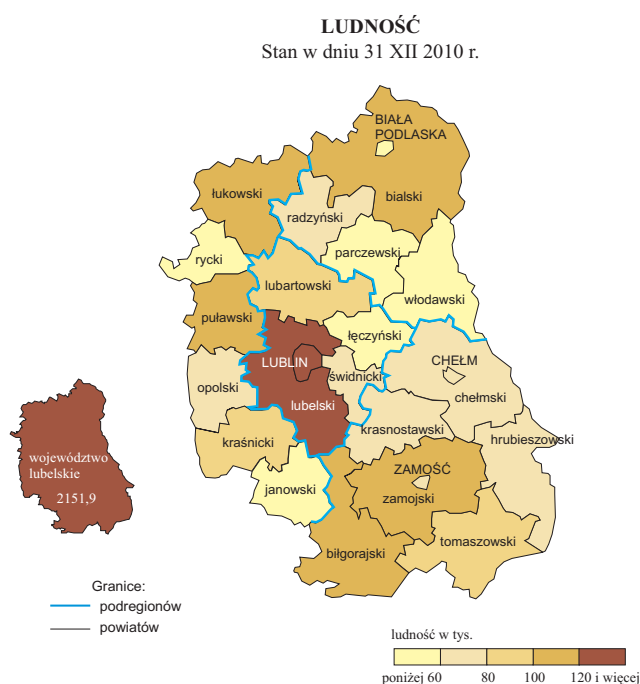 LUDNOŚĆ
Stan w dniu 31 XII 2010 r.
BIAŁA
PODLASKA
łukowski
bialski
radzyński
parczewski
rycki
lubartowski
włodawski
puławski
łęczyński
LUBLIN
CHEŁM
świdnicki
opolski
chełmski
lubelski
krasnostawski
hrubieszowski
kraśnicki
województwo
lubelskie
2151,9
ZAMOŚĆ
janowski
zamojski
tomaszowski
biłgorajski
Granice:
podregionów
powiatów
ludność w tys.
poniżej 60 80 100 120 i więcej